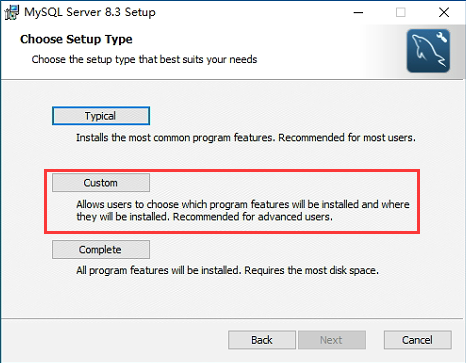 MySQL Server 8.3 Setup
Choose Setup Type
Choose the setup type that best suits your needs
Typical
Installs the most common program features. Recommended for most users.
Custom
Allows users to choose which program features will be installed and where
they will be installed. Recommended for advanced users.
Complete
All program features will be installed. Requires the most disk space.
Back Next Cancel